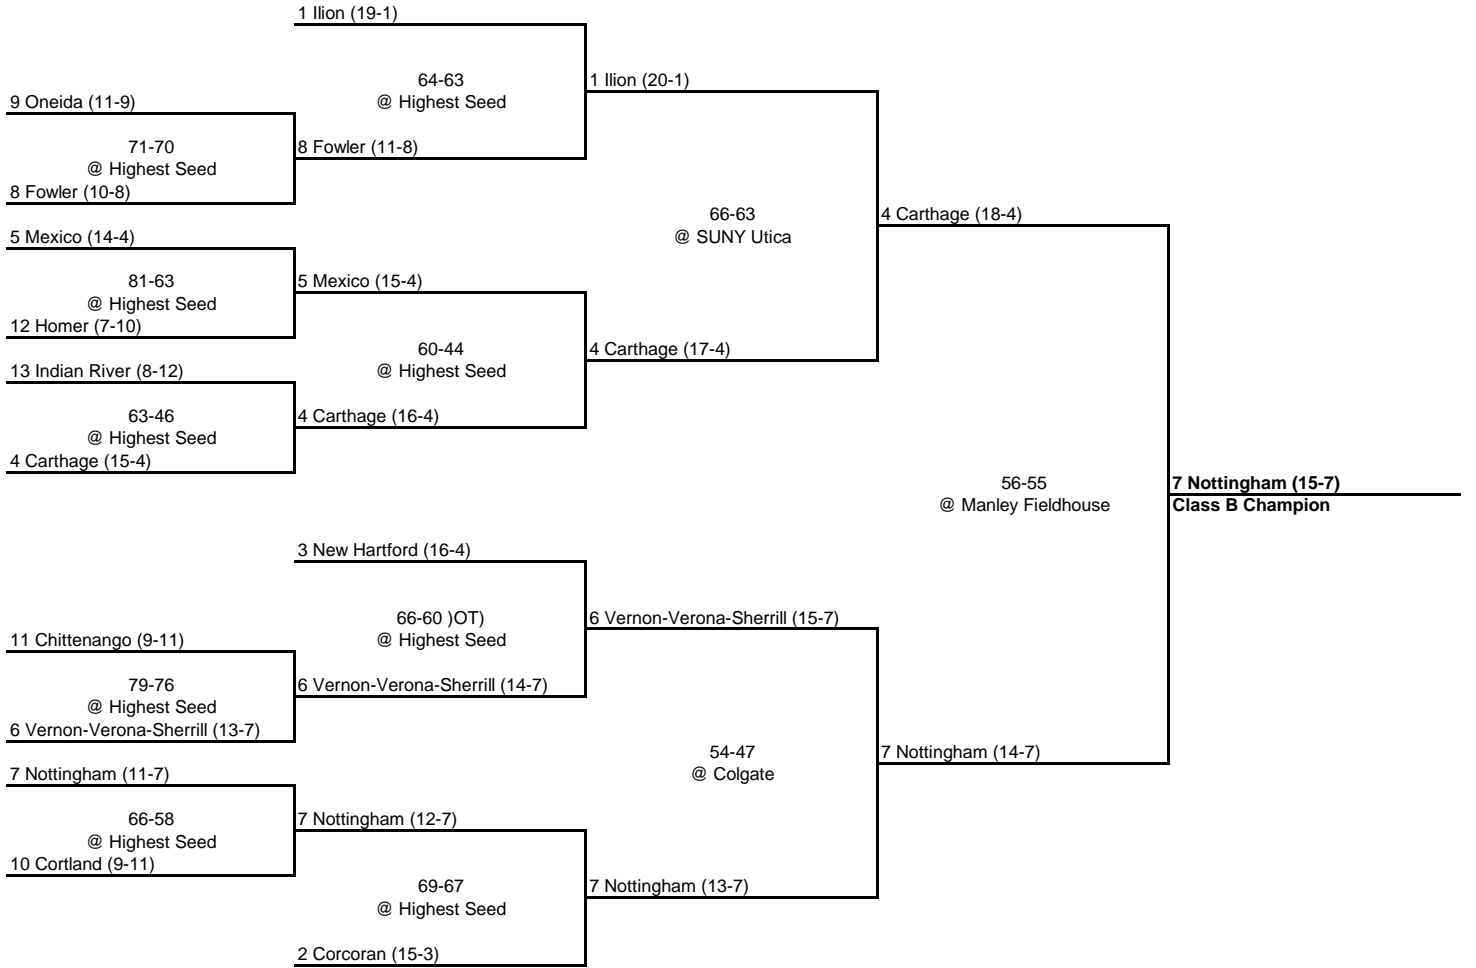 1 Ilion (19-1)
64-63
@ Highest Seed
1 Ilion (20-1)
9 Oneida (11-9)
71-70
@ Highest Seed
8 Fowler (11-8)
8 Fowler (10-8)
66-63
@ SUNY Utica
4 Carthage (18-4)
5 Mexico (14-4)
81-63
@ Highest Seed
5 Mexico (15-4)
12 Homer (7-10)
60-44
@ Highest Seed
4 Carthage (17-4)
13 Indian River (8-12)
63-46
@ Highest Seed
4 Carthage (16-4)
4 Carthage (15-4)
56-55
@ Manley Fieldhouse
7 Nottingham (15-7)
Class B Champion
3 New Hartford (16-4)
66-60 )OT)
@ Highest Seed
6 Vernon-Verona-Sherrill (15-7)
11 Chittenango (9-11)
79-76
@ Highest Seed
6 Vernon-Verona-Sherrill (14-7)
6 Vernon-Verona-Sherrill (13-7)
54-47
@ Colgate
7 Nottingham (14-7)
7 Nottingham (11-7)
66-58
@ Highest Seed
7 Nottingham (12-7)
10 Cortland (9-11)
69-67
@ Highest Seed
7 Nottingham (13-7)
2 Corcoran (15-3)